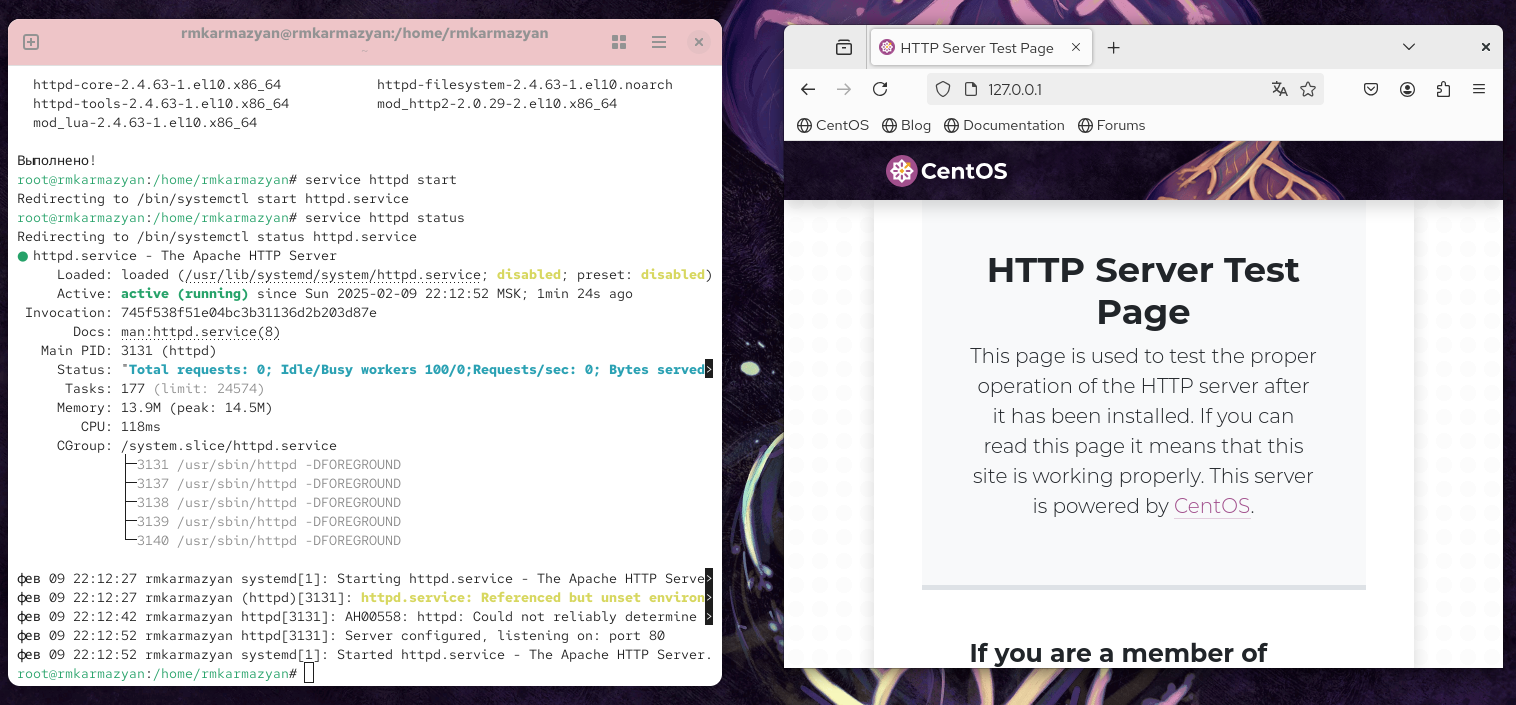 rmkarmazyan@rmkarmazyan:/home/rmkarmazyan
httpd-core-2.4.63-1.el10.x86_64 httpd-filesystem-2.4.63-1.el10.noarch
httpd-tools-2.4.63-1.el10.x86_64 mod_http2-2.0.29-2.el10.x86_64
mod_lua-2.4.63-1.el10.x86_64
Выполнено!
root@rmkarmazyan:/home/rmkarmazyan# service httpd start
Redirecting to /bin/systemctl start httpd.service
root@rmkarmazyan:/home/rmkarmazyan# service httpd status
Redirecting to /bin/systemctl status httpd.service
● httpd.service - The Apache HTTP Server
Loaded: loaded (/usr/lib/systemd/system/httpd.service; disabled; preset: disabled)
Active: active (running) since Sun 2025-02-09 22:12:52 MSK; 1min 24s ago
Invocation: 745f538f51e04bc3b31136d2b203d87e
Docs: man:httpd.service(8)
Main PID: 3131 (httpd)
Status: "Total requests: 0; Idle/Busy workers 100/0;Requests/sec: 0; Bytes served>
Tasks: 177 (limit: 24574)
Memory: 13.9M (peak: 14.5M)
CPU: 118ms
CGroup: /system.slice/httpd.service
├─3131 /usr/sbin/httpd -DFOREGROUND
├─3137 /usr/sbin/httpd -DFOREGROUND
├─3138 /usr/sbin/httpd -DFOREGROUND
├─3139 /usr/sbin/httpd -DFOREGROUND
└─3140 /usr/sbin/httpd -DFOREGROUND
фев 09 22:12:27 rmkarmazyan systemd[1]: Starting httpd.service - The Apache HTTP Serve>
фев 09 22:12:27 rmkarmazyan (httpd)[3131]: httpd.service: Referenced but unset environ>
фев 09 22:12:42 rmkarmazyan httpd[3131]: AH00558: httpd: Could not reliably determine >
фев 09 22:12:52 rmkarmazyan httpd[3131]: Server configured, listening on: port 80
фев 09 22:12:52 rmkarmazyan systemd[1]: Started httpd.service - The Apache HTTP Server.
root@rmkarmazyan:/home/rmkarmazyan#
HTTP Server Test Page
127.0.0.1
CentOS Blog Documentation Forums
CentOS
HTTP Server Test
Page
This page is used to test the proper
operation of the HTTP server after
it has been installed. If you can
read this page it means that this
site is working properly. This server
is powered by CentOS.
If you are a member of